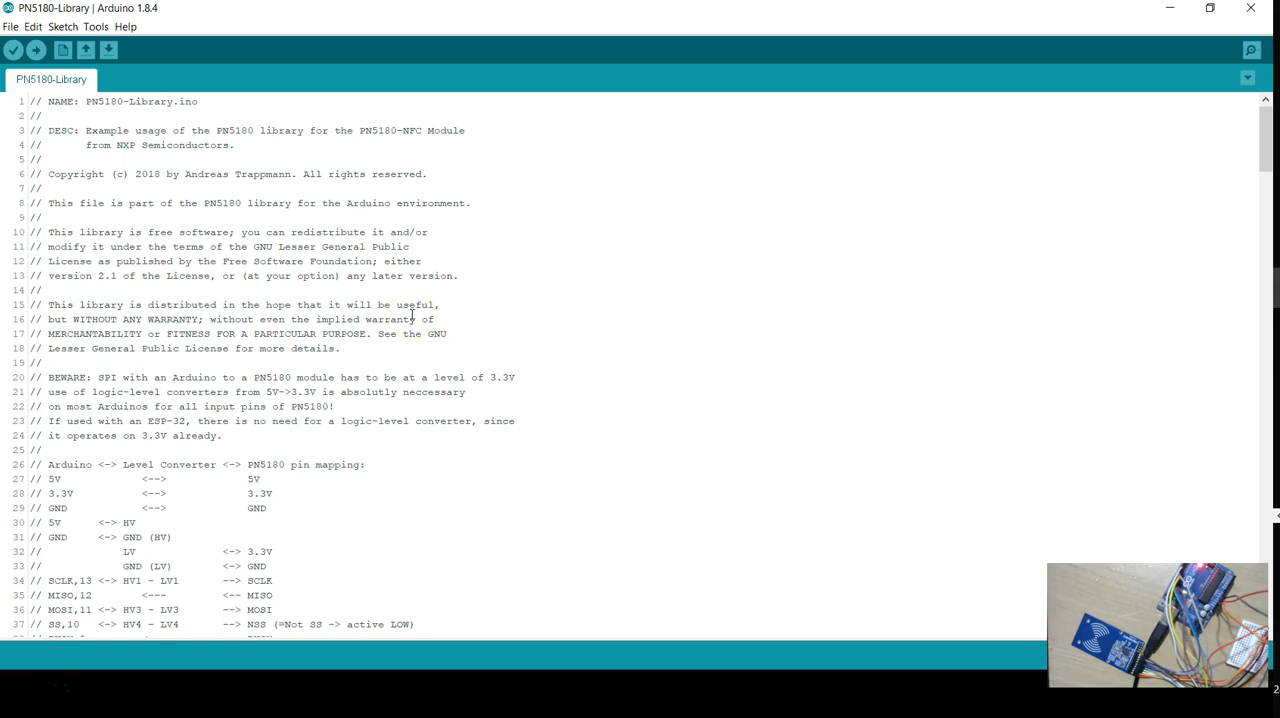 PN5180-Library | Arduino 1.8.4
File Edit Sketch Tools Help
PN5180-Library
1 // NAME: PN5180-Library.ino
2 //
3 // DESC: Example usage of the PN5180 library for the PN5180-NFC Module
4 // from NXP Semiconductors.
5 //
6 // Copyright (c) 2018 by Andreas Trappmann. All rights reserved.
7 //
8 // This file is part of the PN5180 library for the Arduino environment.
9 //
10 // This library is free software; you can redistribute it and/or
11 // modify it under the terms of the GNU Lesser General Public
12 // License as published by the Free Software Foundation; either
13 // version 2.1 of the License, or (at your option) any later version.
14 //
15 // This library is distributed in the hope that it will be useful,
16 // but WITHOUT ANY WARRANTY; without even the implied warranty of
17 // MERCHANTABILITY or FITNESS FOR A PARTICULAR PURPOSE. See the GNU
18 // Lesser General Public License for more details.
19 //
20 // BEWARE: SPI with an Arduino to a PN5180 module has to be at a level of 3.3V
21 // use of logic-level converters from 5V->3.3V is absolutly neccessary
22 // on most Arduinos for all input pins of PN5180!
23 // If used with an ESP-32, there is no need for a logic-level converter, since
24 // it operates on 3.3V already.
25 //
26 // Arduino <-> Level Converter <-> PN5180 pin mapping:
27 // 5V <--> 5V
28 // 3.3V <--> 3.3V
29 // GND <--> GND
30 // 5V <-> HV
31 // GND <-> GND (HV)
32 // LV <-> 3.3V
33 // GND (LV) <-> GND
34 // SCLK,13 <-> HV1 - LV1 --> SCLK
35 // MISO,12 <--- <-- MISO
36 // MOSI,11 <-> HV3 - LV3 --> MOSI
37 // SS,10 <-> HV4 - LV4 --> NSS (=Not SS -> active LOW)